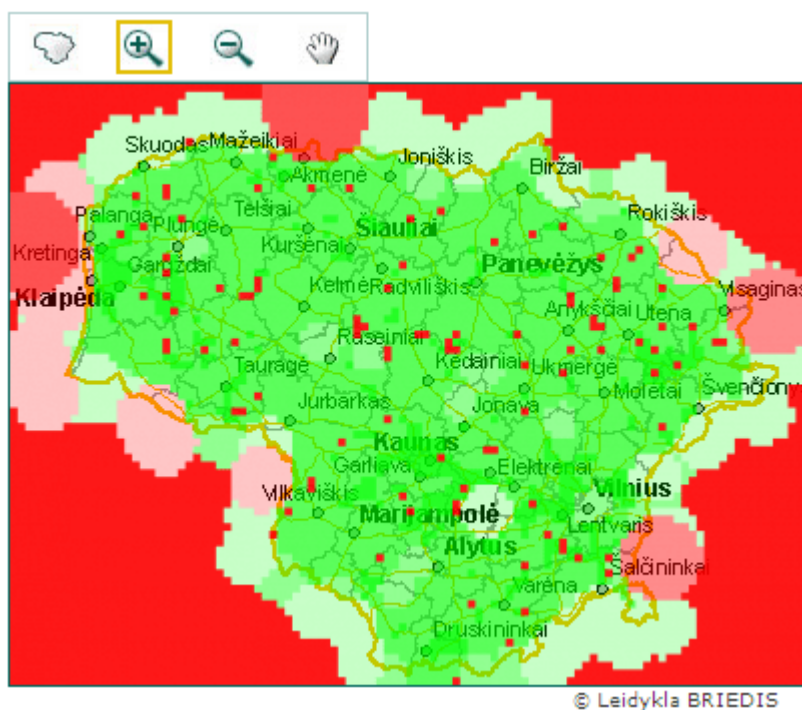 Skuodas Mažeikiai
Akmenė Joniškis
Biržai
Palanga Plungė Telšiai
Rokiškis
Šiauliai
Kretinga Kuršėnai
Gargždai Panevėžys
Klaipėda Kelmė Radviliškis
Visaginas
Anykščiai Utena
Raseiniai
Tauragė Kėdainiai Ukmergė
Molėtai Švenčiony
Jurbarkas Jonava
Kaunas
Garliava Elektrėnai
Vilkaviškis Vilnius
Marijampolė
Lentvaris
Alytus
Šalčininkai
Varėna
Druskininkai
© Leidykla BRIEDIS